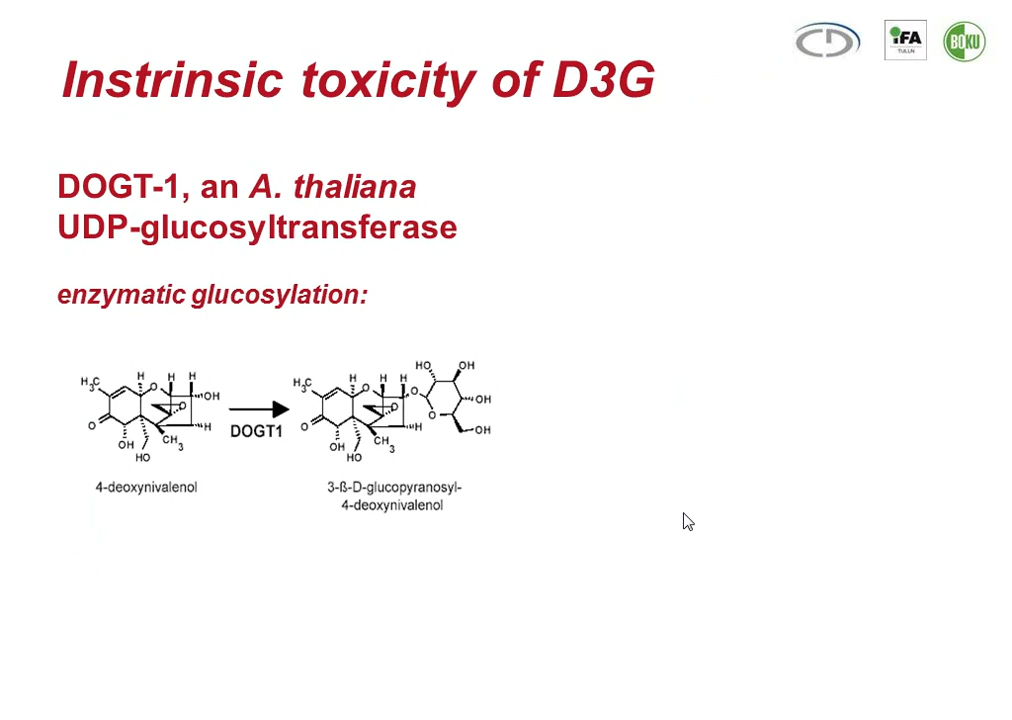 Instrinsic toxicity of D3G
CD
iFA
TULLN
BOKU
DOGT-1, an A. thaliana
UDP-glucosyltransferase
enzymatic glucosylation:
H3C
H
O
H
H
OH
O
H
O
OH
CH3
HO
DOGT1
H3C
H
O
H
H
O
HO
OH
OH
O
OH
O
H
O
OH
CH3
HO
4-deoxynivalenol
3-ß-D-glucopyranosyl-
4-deoxynivalenol